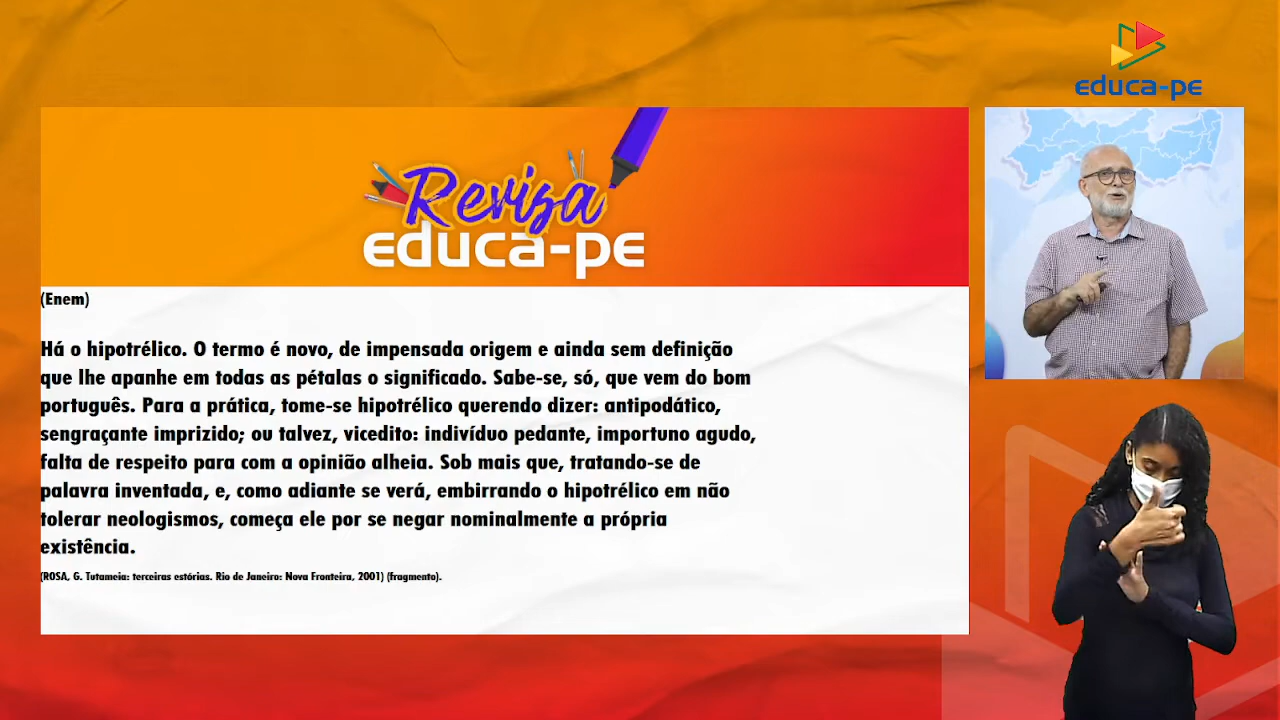 educa-pe
Revisa
educa-pe
(Enem)
Há o hipotrélico. O termo é novo, de impensada origem e ainda sem definição
que lhe apanhe em todas as pétalas o significado. Sabe-se, só, que vem do bom
português. Para a prática, tome-se hipotrélico querendo dizer: antipodático,
sengraçante imprizido; ou talvez, vicedito: indivíduo pedante, importuno agudo,
falta de respeito para com a opinião alheia. Sob mais que, tratando-se de
palavra inventada, e, como adiante se verá, embirrando o hipotrélico em não
tolerar neologismos, começa ele por se negar nominalmente a própria
existência.
(ROSA, G. Tutameia: terceiras estórias. Rio de Janeiro: Nova Fronteira, 2001) (fragmento).